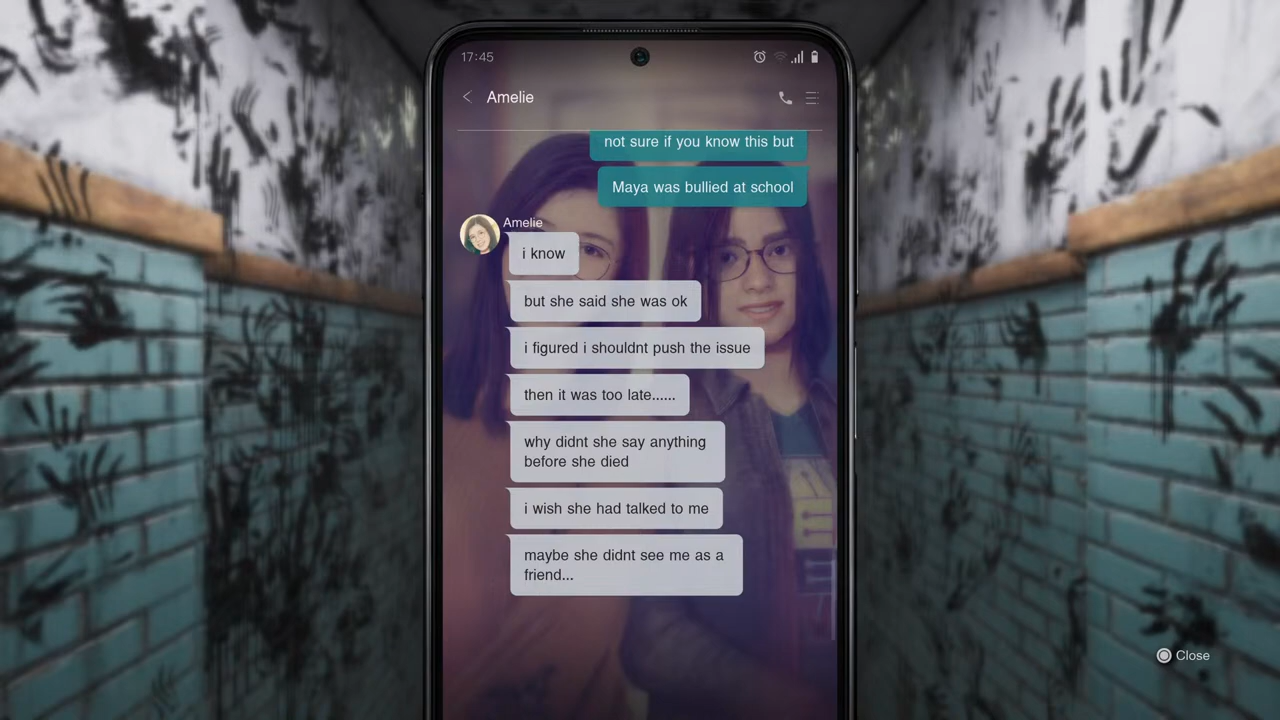 17:45
Amelie
not sure if you know this but
Maya was bullied at school
Amelie
i know
but she said she was ok
i figured i shouldnt push the issue
then it was too late......
why didnt she say anything
before she died
i wish she had talked to me
maybe she didnt see me as a
friend...
Close